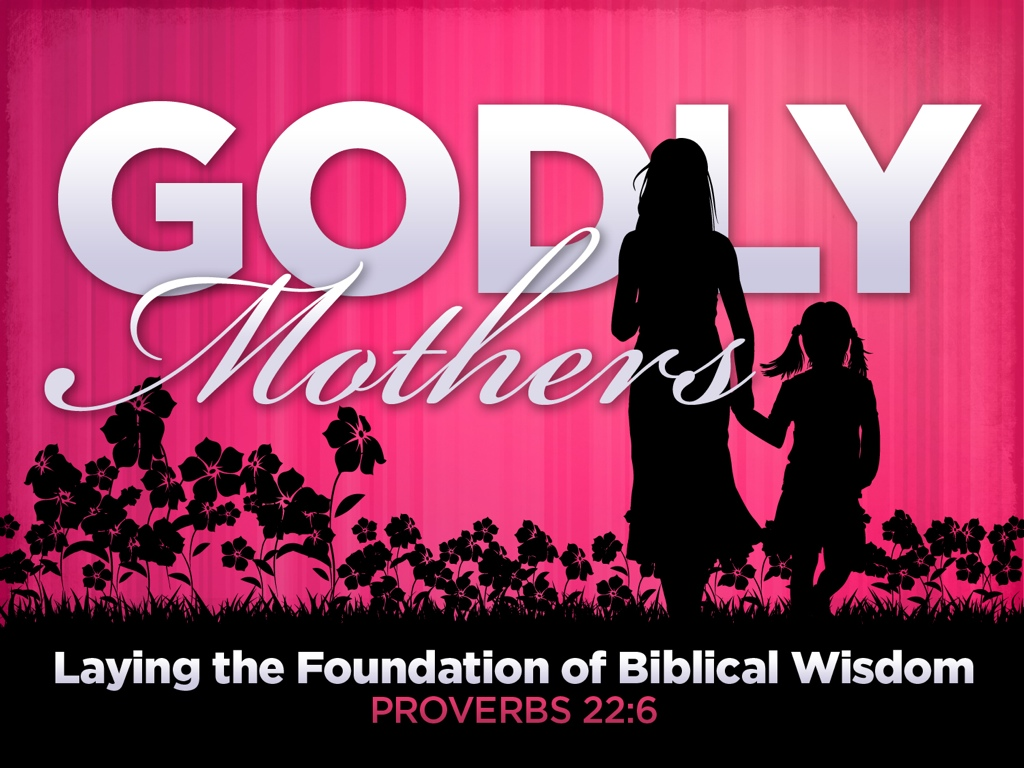 GODLY
Mothers
Laying the Foundation of Biblical Wisdom
PROVERBS 22:6